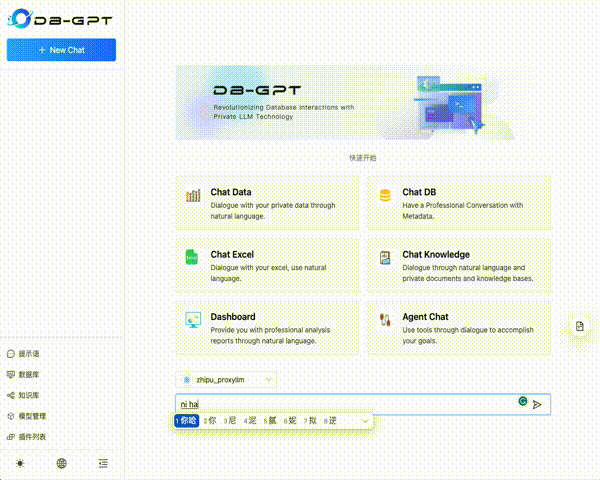 DB-GPT
+ New Chat
DB-GPT
Revolutionizing Database Interactions with
Private LLM Technology
快速开始
Chat Data
Dialogue with your private data through
natural language.
Chat DB
Have a Professional Conversation with
Metadata.
Chat Excel
Dialogue with your excel, use natural
language.
Chat Knowledge
Dialogue through natural language and
private documents and knowledge bases.
Dashboard
Provide you with professional analysis
reports through natural language.
Agent Chat
Use tools through dialogue to accomplish
your goals.
提示语
数据库
知识库
模型管理
插件列表
zhipu_proxyllm
ni ha
1 你哈 2 你 3 尼 4 泥 5 腻 6 妮 7 拟 8 逆